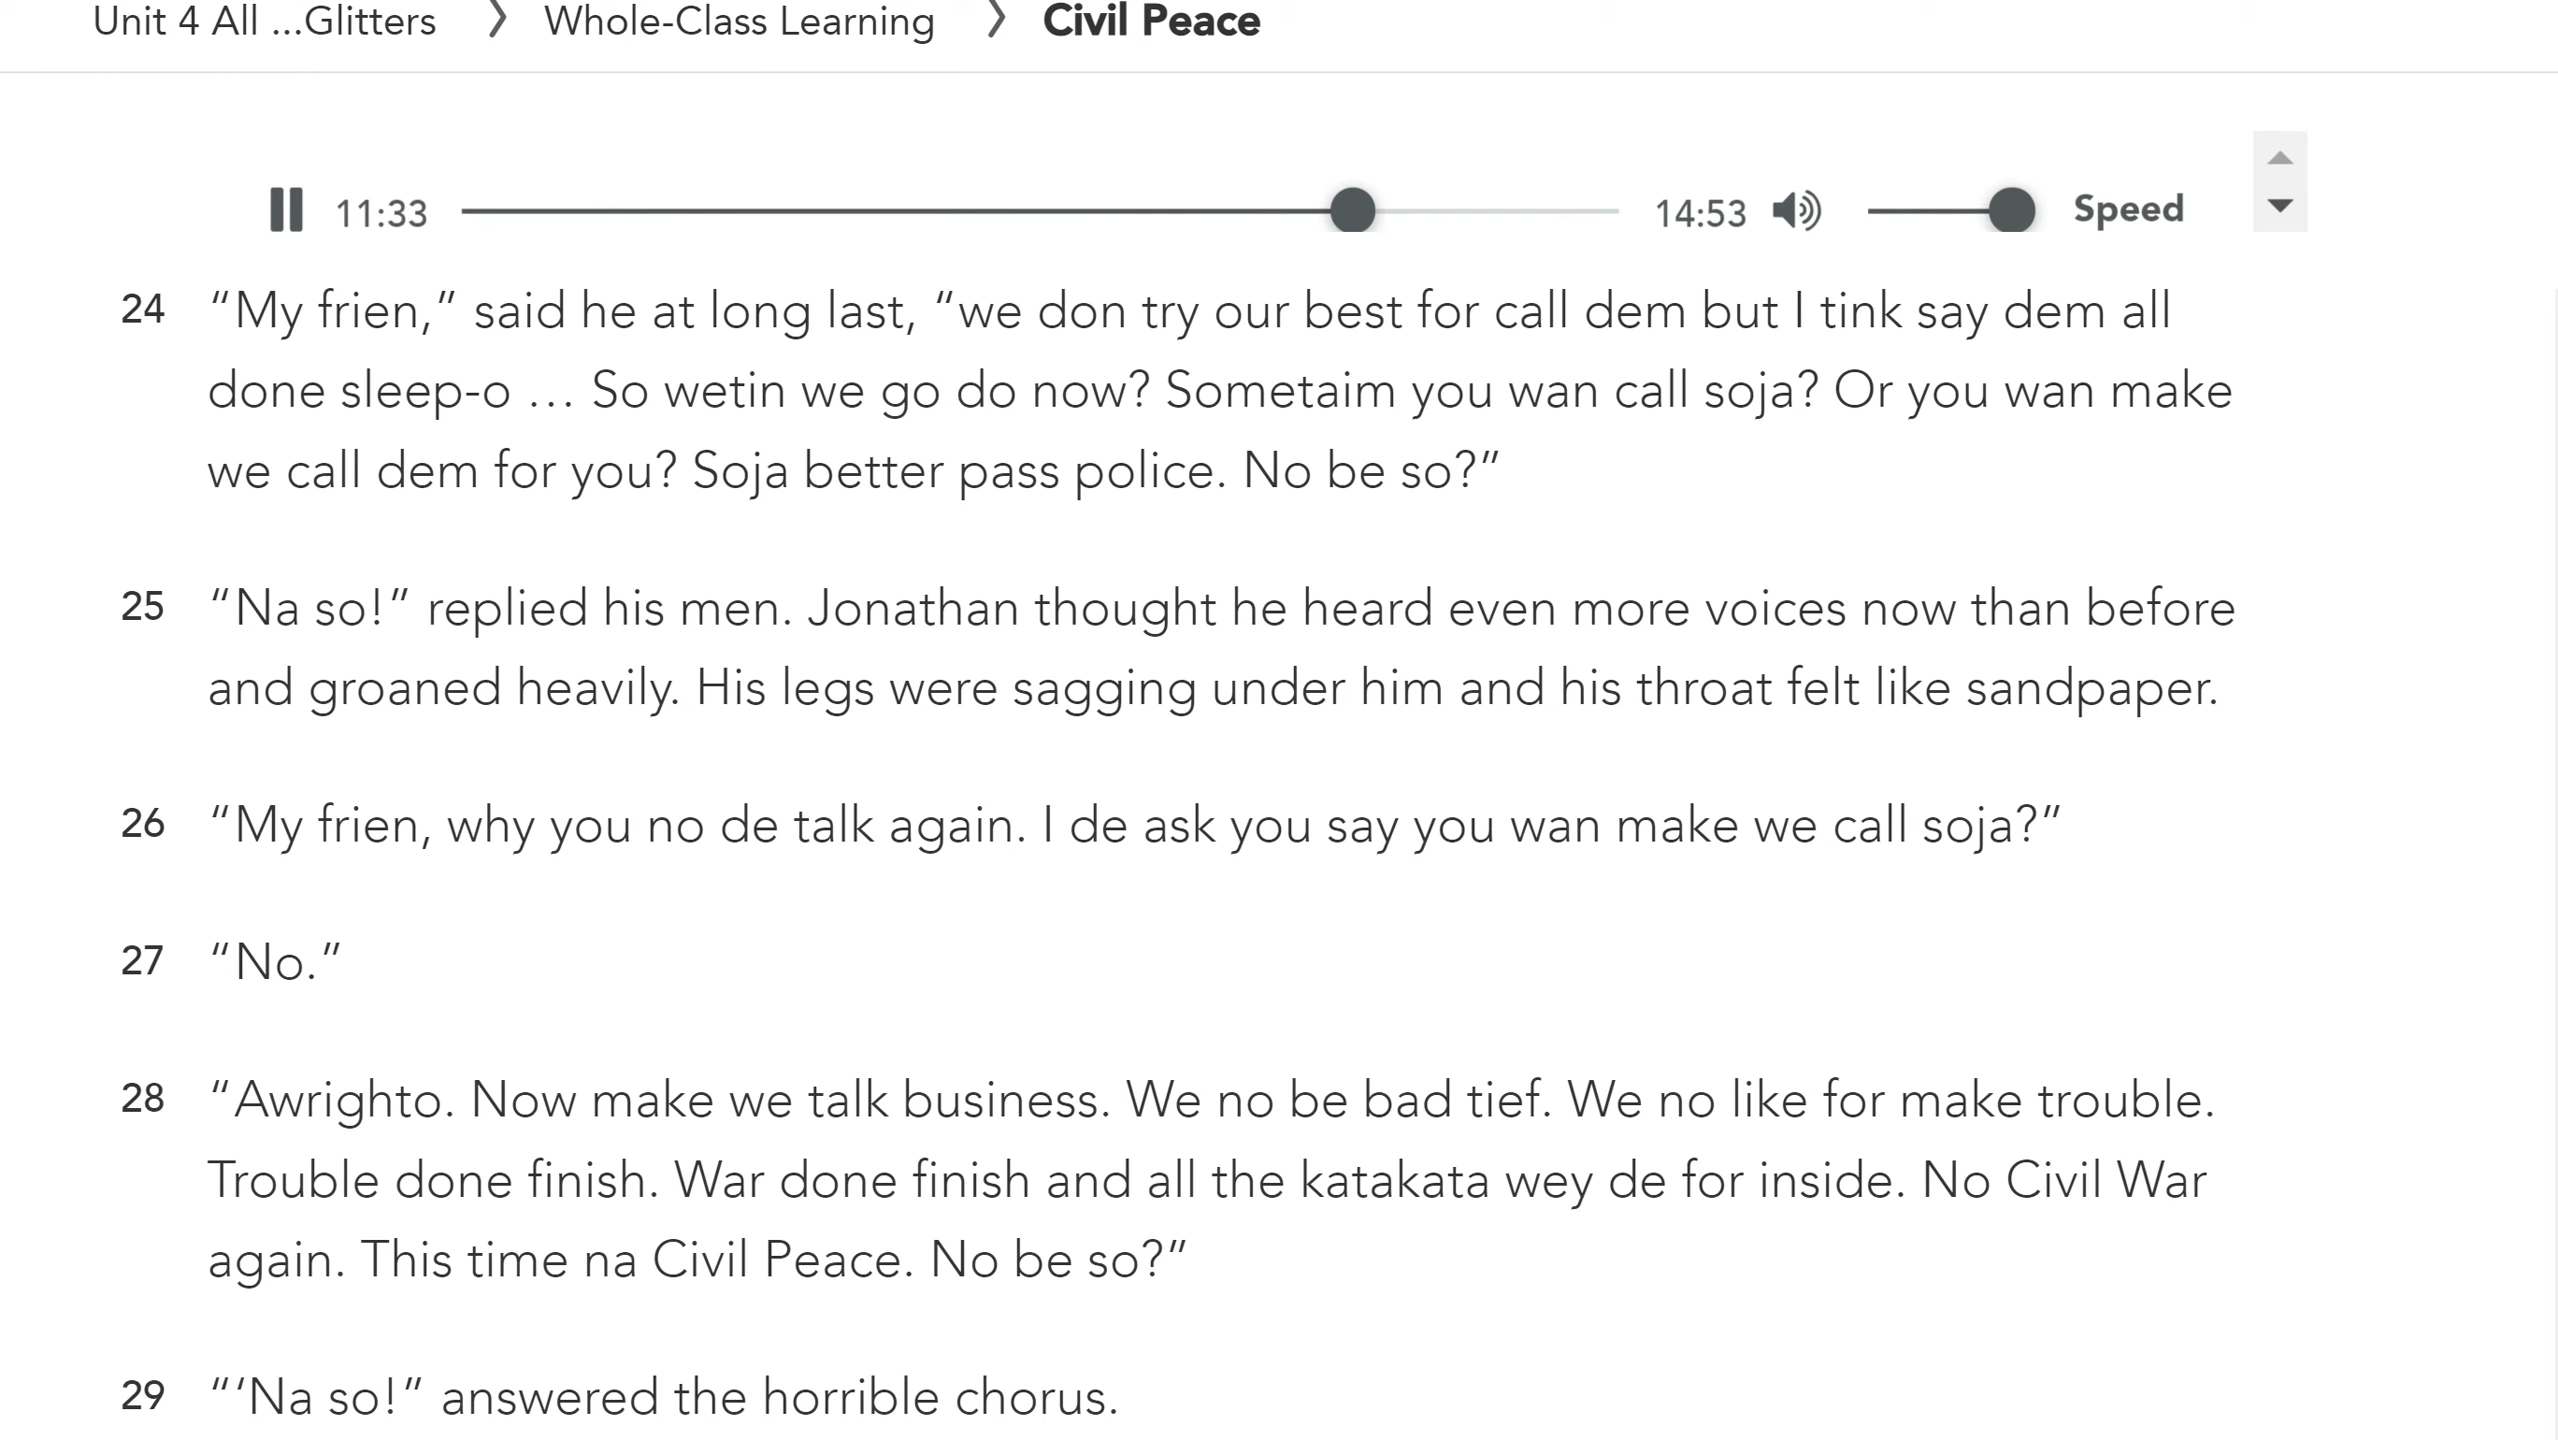 Unit 4 All ...Glitters > Whole-Class Learning > Civil Peace
11:33 14:53 Speed
24 “My frien,” said he at long last, “we don try our best for call dem but I tink say dem all
done sleep-o … So wetin we go do now? Sometaim you wan call soja? Or you wan make
we call dem for you? Soja better pass police. No be so?”
25 “Na so!” replied his men. Jonathan thought he heard even more voices now than before
and groaned heavily. His legs were sagging under him and his throat felt like sandpaper.
26 “My frien, why you no de talk again. I de ask you say you wan make we call soja?”
27 “No.”
28 “Awrighto. Now make we talk business. We no be bad tief. We no like for make trouble.
Trouble done finish. War done finish and all the katakata wey de for inside. No Civil War
again. This time na Civil Peace. No be so?”
29 “‘Na so!” answered the horrible chorus.